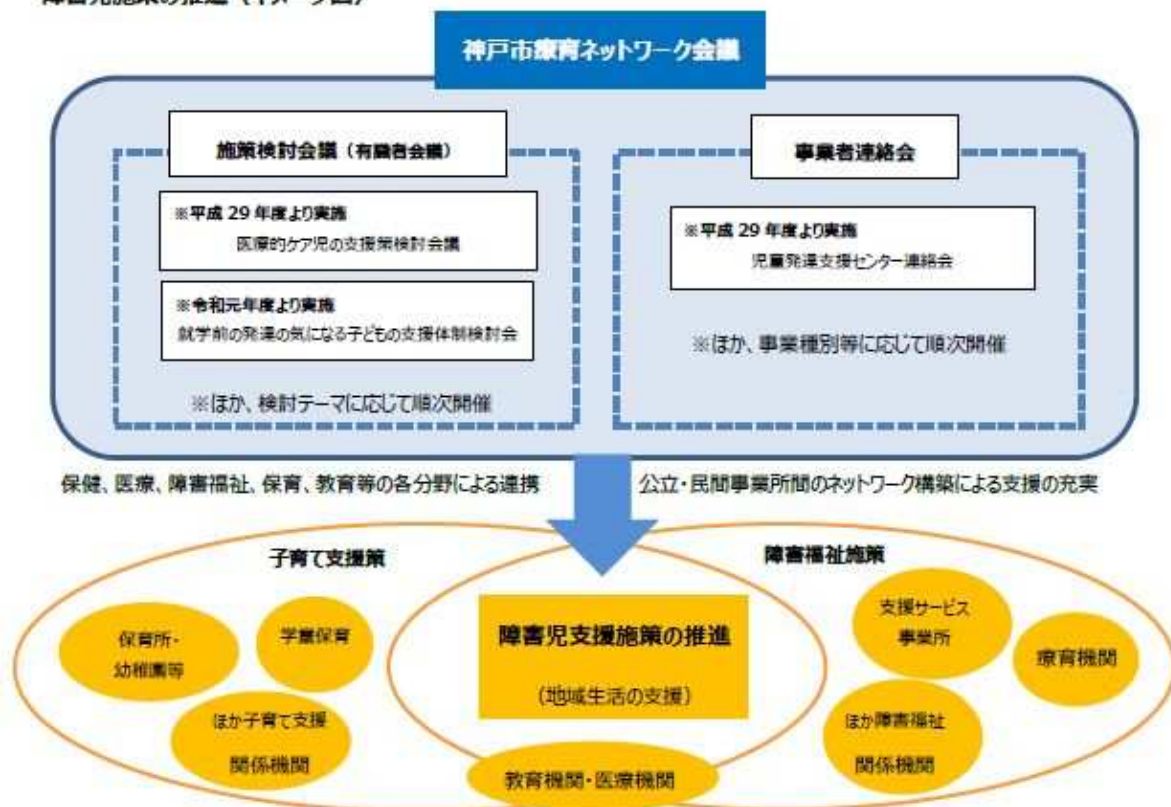 神戸市療育ネットワーク会議
施策検討会議（有識者会議）
※平成 29 年度より実施
医療的ケア児の支援策検討会議
※令和元年度より実施
就学前の発達の気になる子どもの支援体制検討会
※ほか、検討テーマに応じて順次開催
事業者連絡会
※平成 29 年度より実施
児童発達支援センター連絡会
※ほか、事業種別等に応じて順次開催
保健、医療、障害福祉、保育、教育等の各分野による連携
公立・民間事業所間のネットワーク構築による支援の充実
子育て支援策
障害福祉施策
保育所・
幼稚園等
学童保育
ほか子育て支援
関係機関
障害児支援施策の推進
（地域生活の支援）
教育機関・医療機関
支援サービス
事業所
療育機関
ほか障害福祉
関係機関